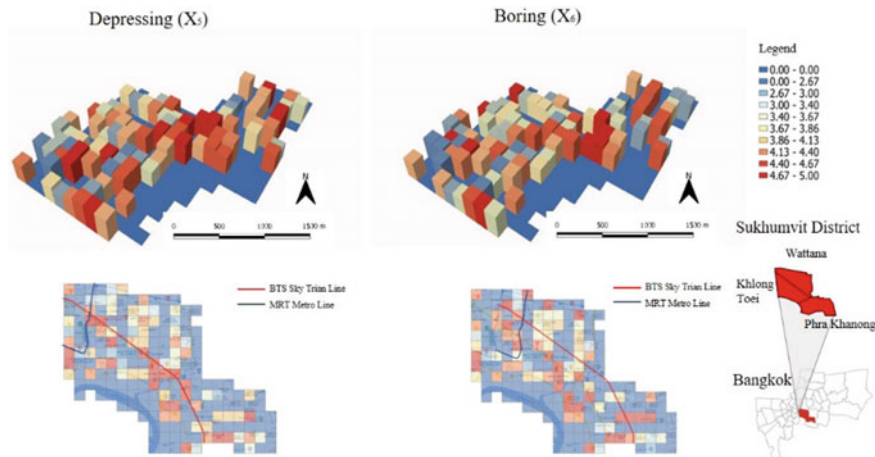 Depressing (X₅)
Boring (X₆)
Legend
0.00 - 0.00
0.00 - 2.67
2.67 - 3.00
3.00 - 3.40
3.40 - 3.67
3.67 - 3.86
3.86 - 4.13
4.13 - 4.40
4.40 - 4.67
4.67 - 5.00
N
0 500 1000 1500 m
N
0 500 1000 1500 m
BTS Sky Trian Line
MRT Metro Line
BTS Sky Trian Line
MRT Metro Line
Sukhumvit District
Wattana
Khlong
Toei
Phra Khanong
Bangkok